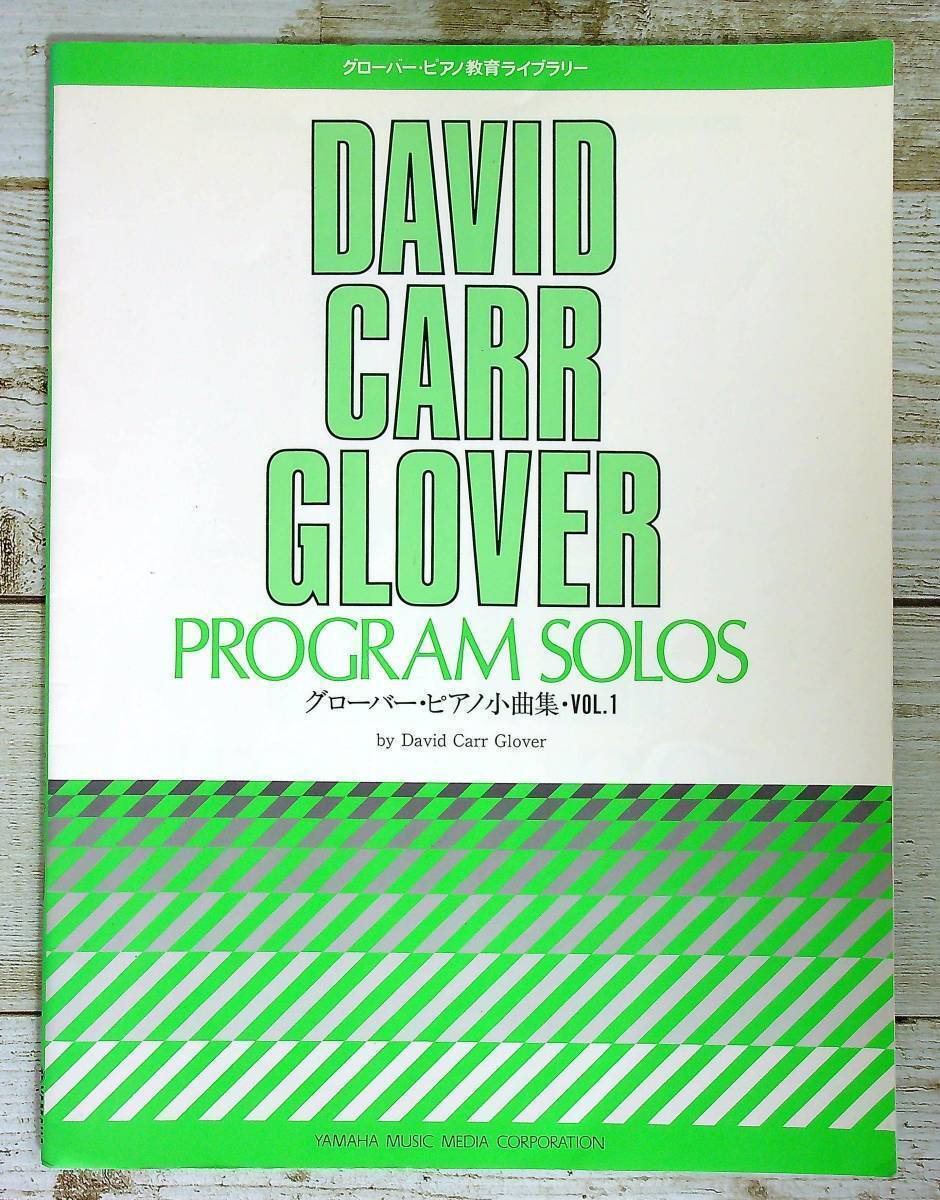 グローバー・ピアノ教育ライブラリー
DAVID
CARR
GLOVER
PROGRAM SOLOS
グローバー・ピアノ小曲集・VOL.1
by David Carr Glover
YAMAHA MUSIC MEDIA CORPORATION